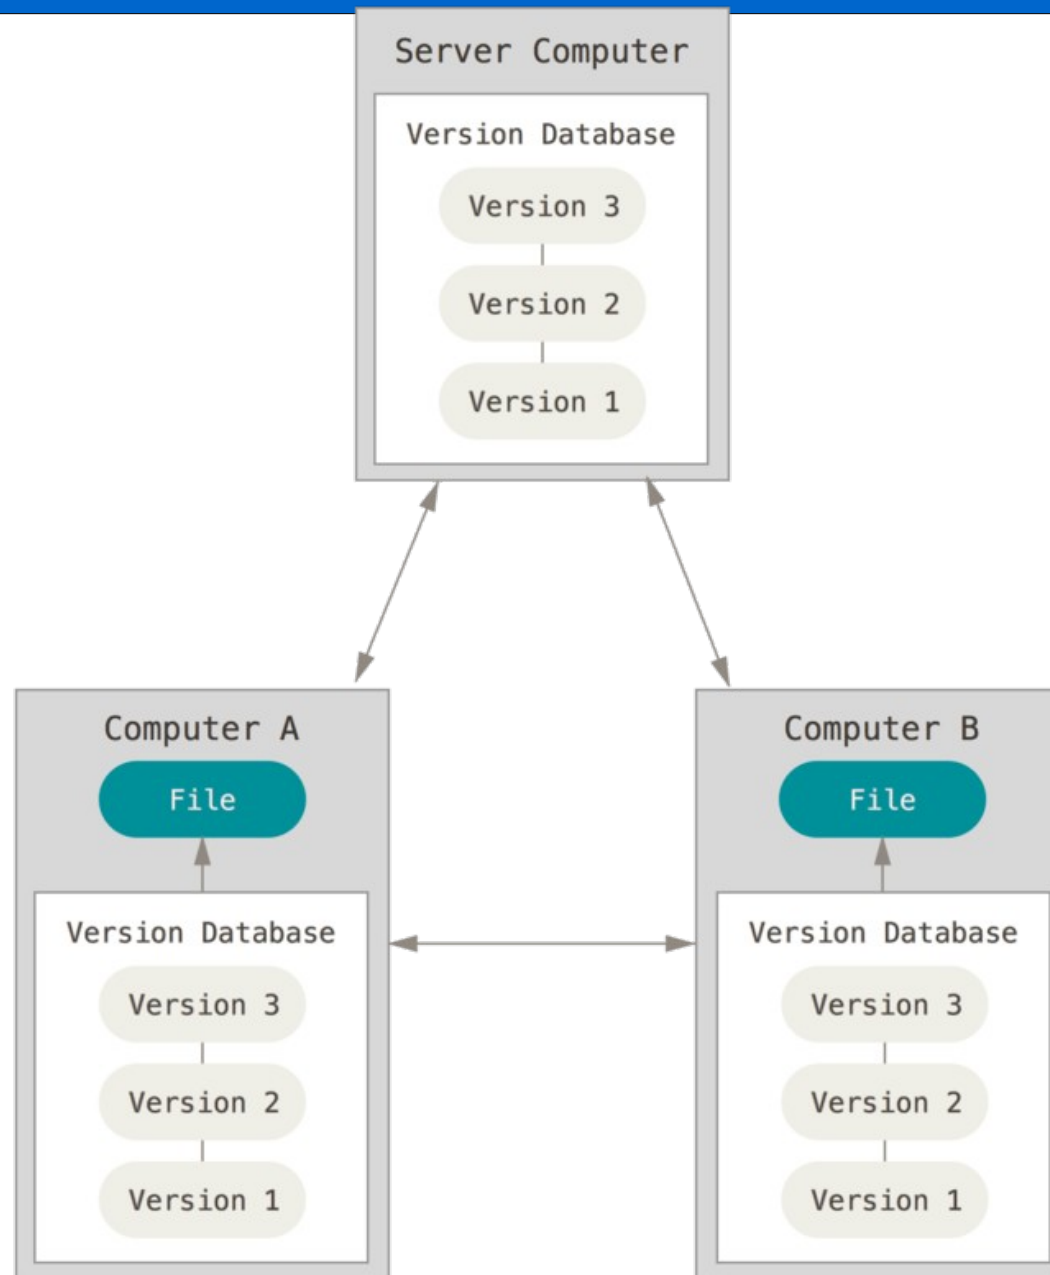 Server Computer
Version Database
Version 3
Version 2
Version 1
Computer A
File
Version Database
Version 3
Version 2
Version 1
Computer B
File
Version Database
Version 3
Version 2
Version 1